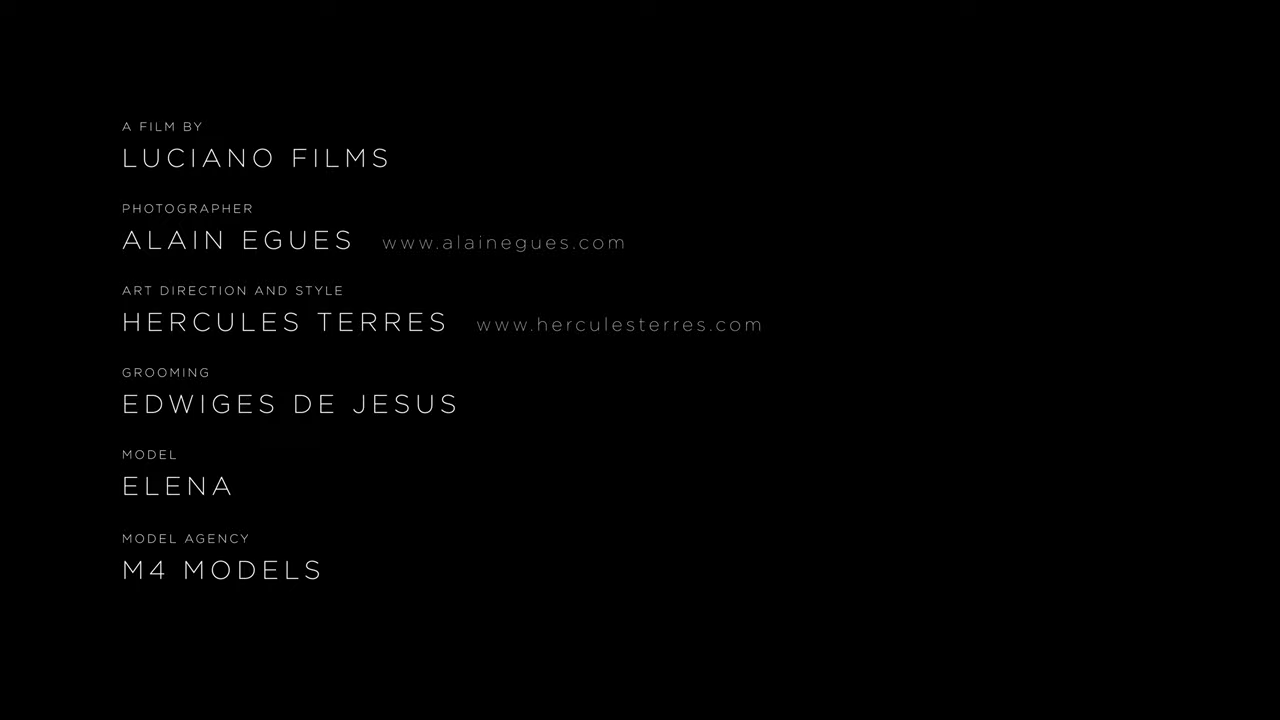 A FILM BY
LUCIANO FILMS
PHOTOGRAPHER
ALAIN EGUES www.alainegues.com
ART DIRECTION AND STYLE
HERCULES TERRES www.herculesterres.com
GROOMING
EDWIGES DE JESUS
MODEL
ELENA
MODEL AGENCY
M4 MODELS